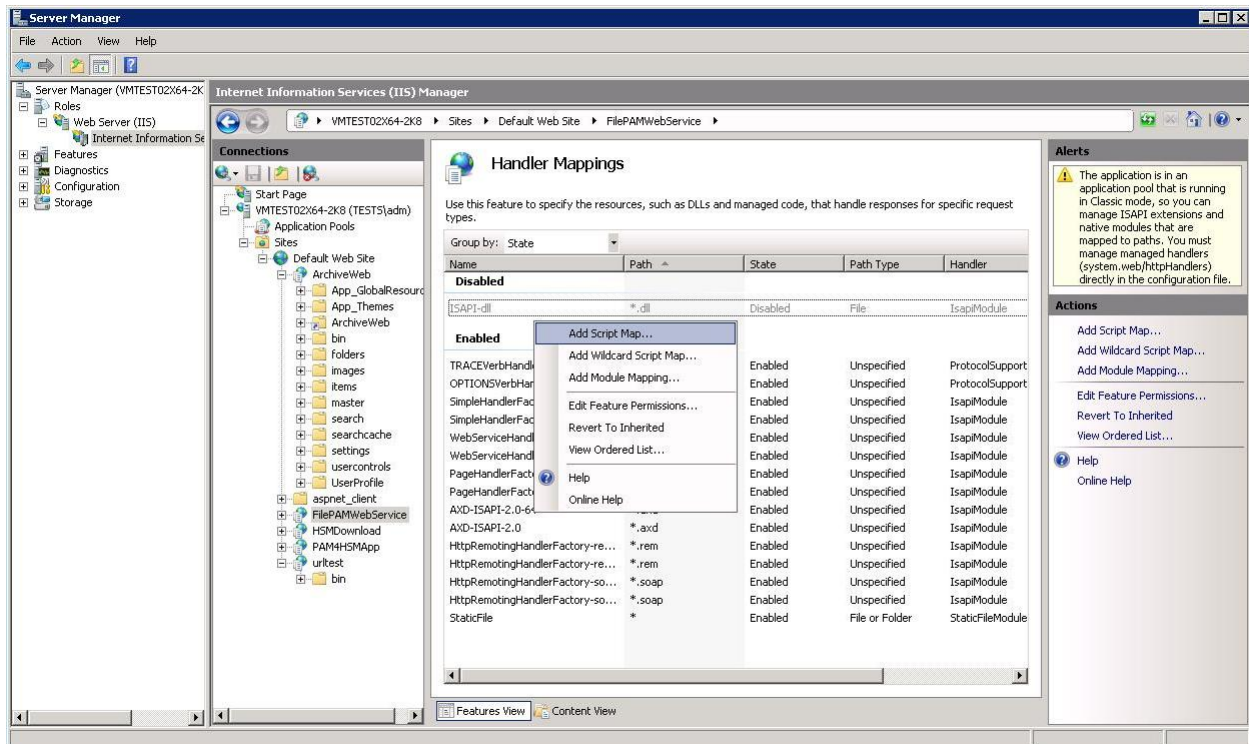 Server Manager
File Action View Help
Server Manager (VMTEST02X64-2K
Roles
Web Server (IIS)
Internet Information Se
Features
Diagnostics
Configuration
Storage
Internet Information Services (IIS) Manager
VMTEST02X64-2K8 Sites Default Web Site FilePAMWebService
Connections
Start Page
VMTEST02X64-2K8 (TESTS\adm)
Application Pools
Sites
Default Web Site
ArchiveWeb
App_GlobalResourc
App_Themes
ArchiveWeb
bin
folders
images
items
master
search
searchcache
settings
usercontrols
UserProfile
aspnet_client
FilePAMWebService
HSMDownload
PAM4HSMApp
urltest
bin
Handler Mappings
Use this feature to specify the resources, such as DLLs and managed code, that handle responses for specific request
types.
Group by: State
Name Path State Path Type Handler
Disabled
ISAPI-dll *.dll Disabled File IsapiModule
Enabled
TRACEVerbHandl Enabled Unspecified ProtocolSupport
OPTIONSVerbHar Enabled Unspecified ProtocolSupport
SimpleHandlerFac Enabled Unspecified IsapiModule
SimpleHandlerFac Enabled Unspecified IsapiModule
WebServiceHandl Enabled Unspecified IsapiModule
WebServiceHandl Enabled Unspecified IsapiModule
PageHandlerFact Enabled Unspecified IsapiModule
PageHandlerFact Enabled Unspecified IsapiModule
AXD-ISAPI-2.0-64 Enabled Unspecified IsapiModule
AXD-ISAPI-2.0 *.axd Enabled Unspecified IsapiModule
HttpRemotingHandlerFactory-re... *.rem Enabled Unspecified IsapiModule
HttpRemotingHandlerFactory-re... *.rem Enabled Unspecified IsapiModule
HttpRemotingHandlerFactory-so... *.soap Enabled Unspecified IsapiModule
HttpRemotingHandlerFactory-so... *.soap Enabled Unspecified IsapiModule
StaticFile * Enabled File or Folder StaticFileModule
Add Script Map...
Add Wildcard Script Map...
Add Module Mapping...
Edit Feature Permissions...
Revert To Inherited
View Ordered List...
Help
Online Help
Features View Content View
Alerts
The application is in an
application pool that is running
in Classic mode, so you can
manage ISAPI extensions and
native modules that are
mapped to paths. You must
manage managed handlers
(system.web/httpHandlers)
directly in the configuration file.
Actions
Add Script Map...
Add Wildcard Script Map...
Add Module Mapping...
Edit Feature Permissions...
Revert To Inherited
View Ordered List...
Help
Online Help